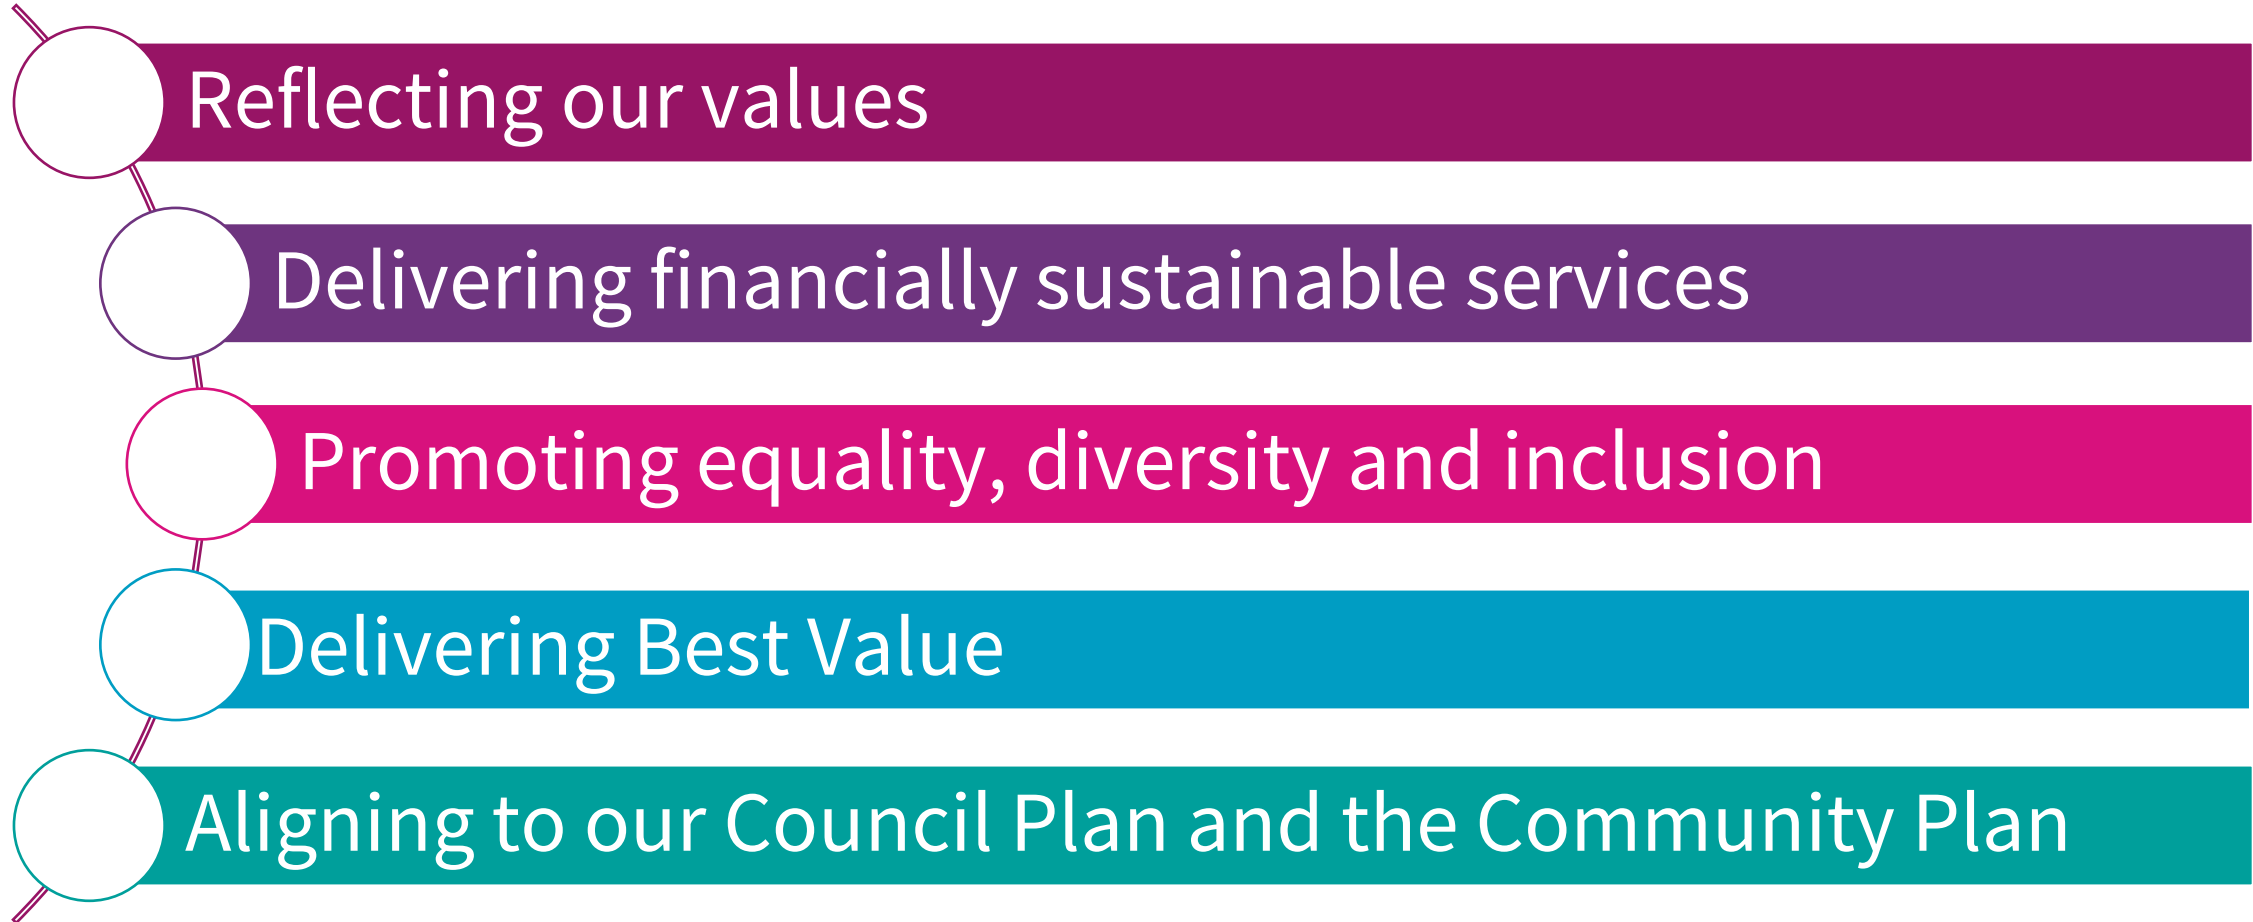 Reflecting our values
Delivering financially sustainable services
Promoting equality, diversity and inclusion
Delivering Best Value
Aligning to our Council Plan and the Community Plan